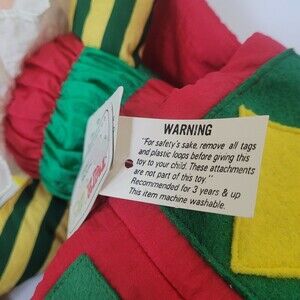 WARNING
"For safety's sake, remove all tags
and plastic loops before giving this
toy to your child. These attachments
are not part of this toy."
Recommended for 3 years & up
This item machine washable.